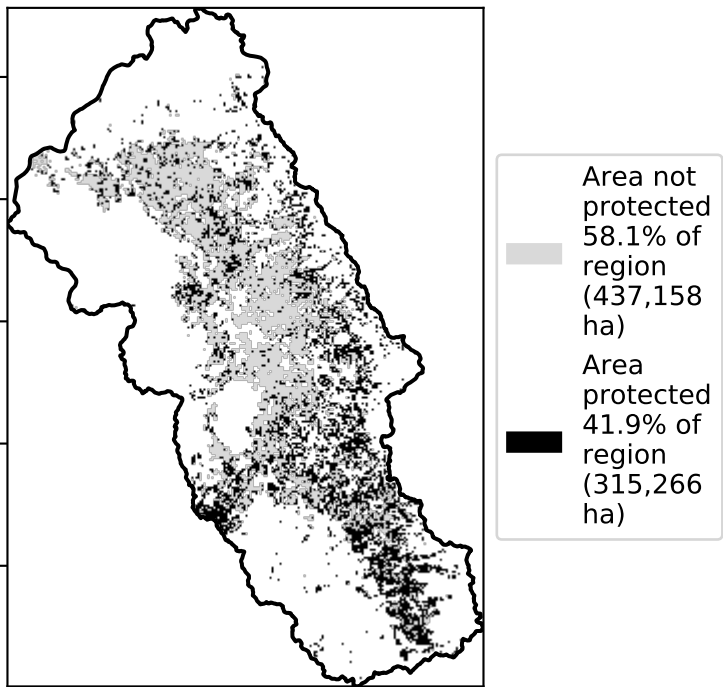 Area not
protected
58.1% of
region
(437,158
ha)
Area
protected
41.9% of
region
(315,266
ha)